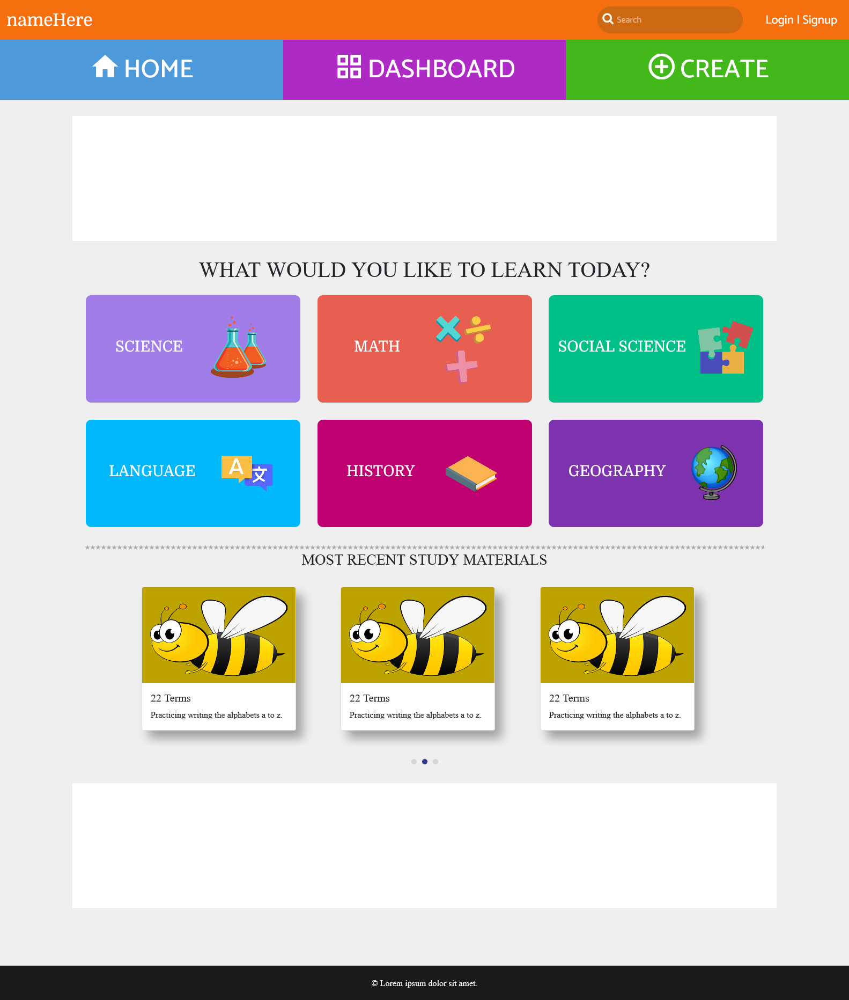 nameHere
Search
Login | Signup
HOME
DASHBOARD
CREATE
WHAT WOULD YOU LIKE TO LEARN TODAY?
SCIENCE
MATH
SOCIAL SCIENCE
LANGUAGE
A
文
HISTORY
GEOGRAPHY
MOST RECENT STUDY MATERIALS
22 Terms
Practicing writing the alphabets a to z.
22 Terms
Practicing writing the alphabets a to z.
22 Terms
Practicing writing the alphabets a to z.
© Lorem ipsum dolor sit amet.